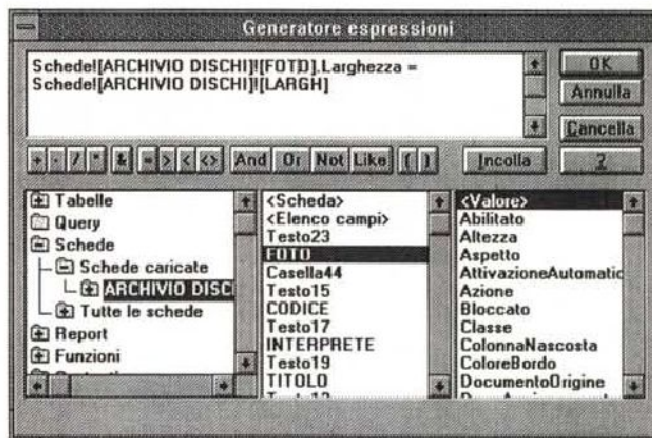 Generatore espressioni
Schede![ARCHIVIO DISCHI]![FOTO].Larghezza =
Schede![ARCHIVIO DISCHI]![LARGH]
OK
Annulla
Cancella
+ - / * & = > < <> And Or Not Like ( ) Incolla ?
Tabelle
Query
Schede
Schede caricate
ARCHIVIO DISC
Tutte le schede
Report
Funzioni
<Scheda>
<Elenco campi>
Testo23
FOTO
Casella44
Testo15
CODICE
Testo17
INTERPRETE
Testo19
TITOLO
<Valore>
Abilitato
Altezza
Aspetto
AttivazioneAutomatic
Azione
Bloccato
Classe
ColonnaNascosta
ColoreBordo
DocumentoOrigine